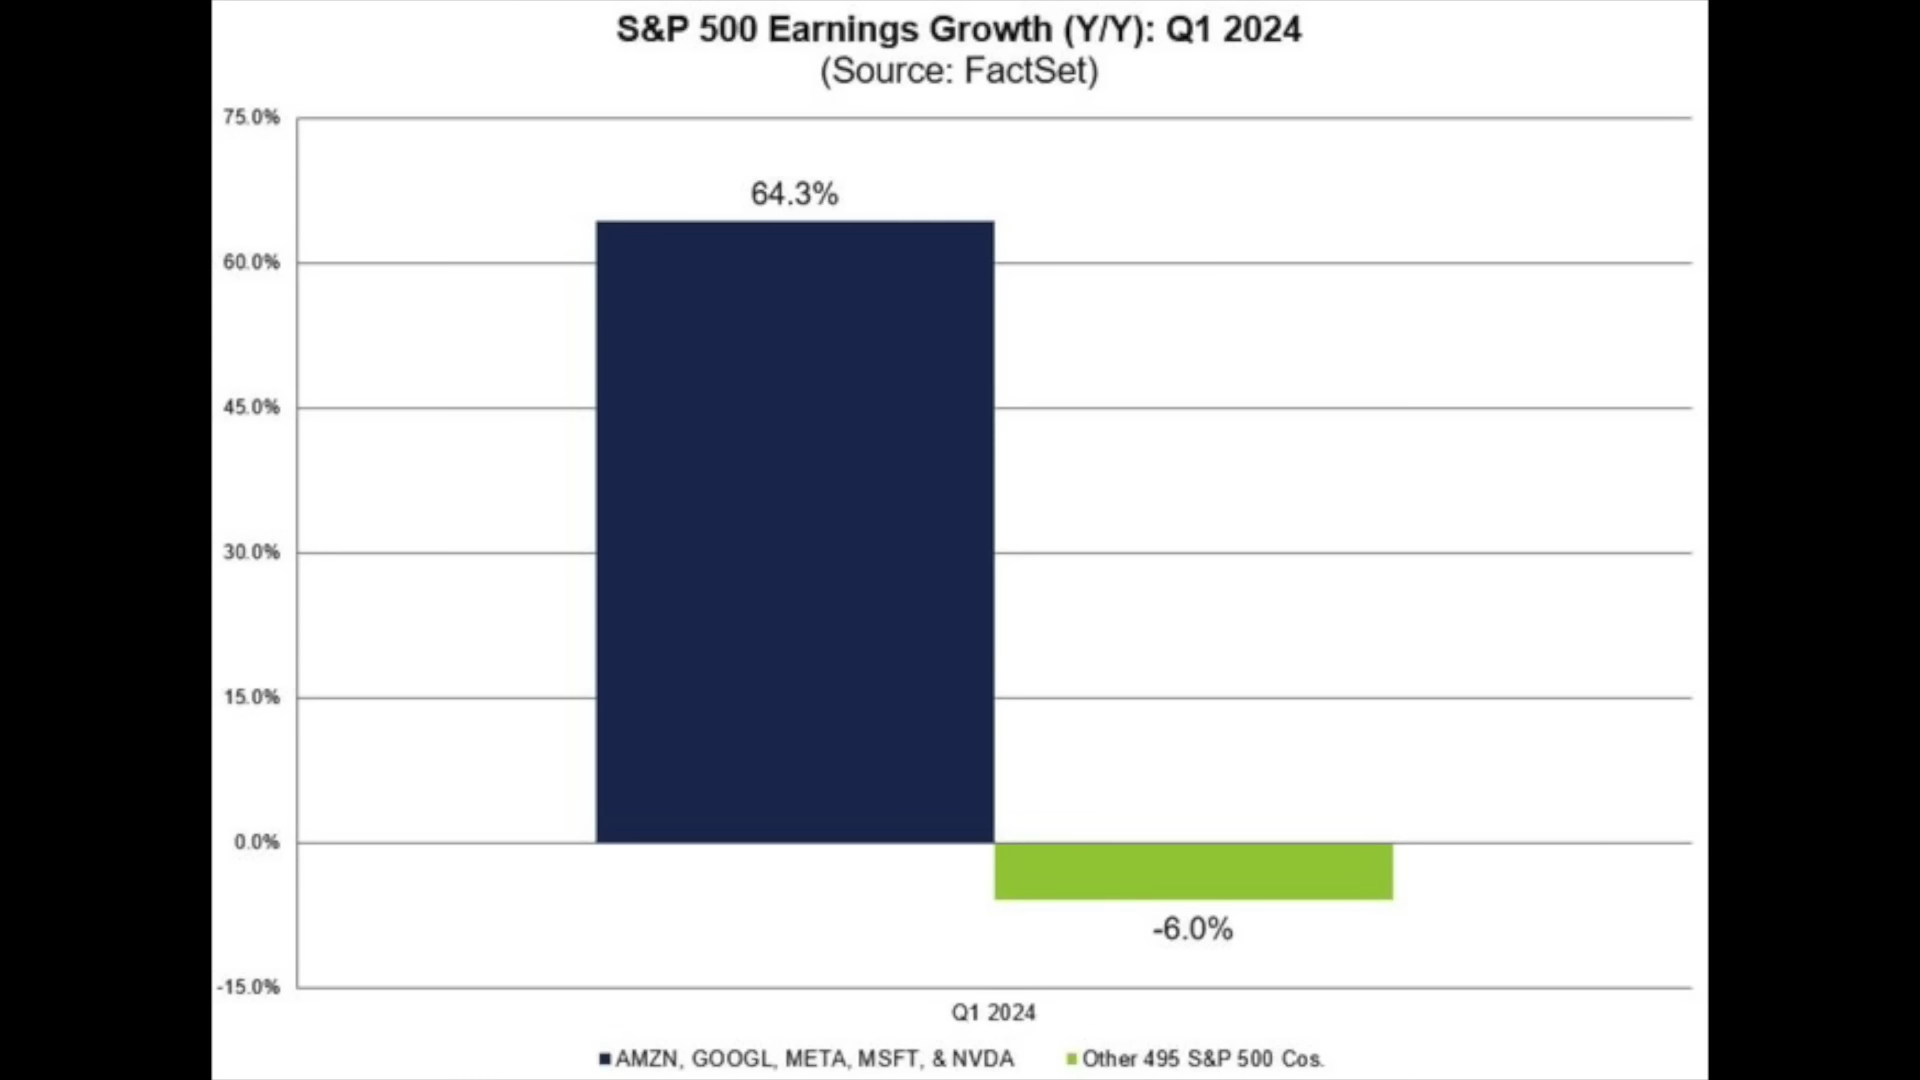 S&P 500 Earnings Growth (Y/Y): Q1 2024
(Source: FactSet)
75.0%
64.3%
60.0%
45.0%
30.0%
15.0%
0.0%
-6.0%
-15.0%
Q1 2024
AMZN, GOOGL, META, MSFT, & NVDA
Other 495 S&P 500 Cos.